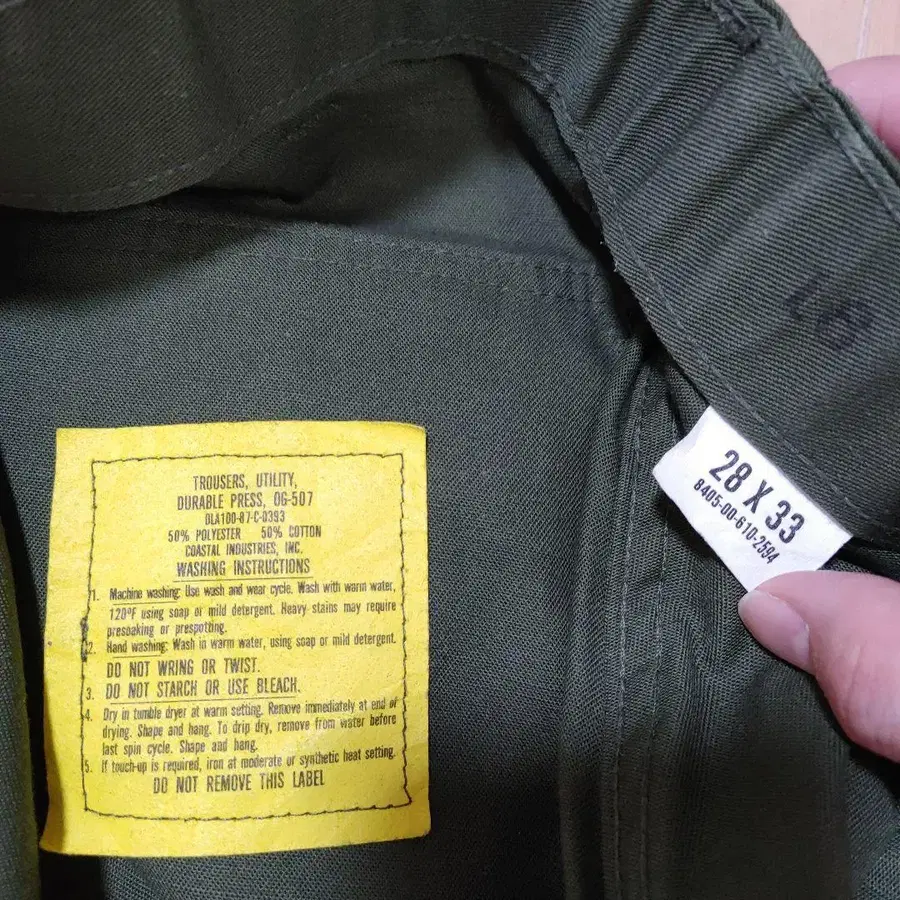 TROUSERS, UTILITY,
DURABLE PRESS, OG-507
DLA100-87-C-0393
50% POLYESTER 50% COTTON
COASTAL INDUSTRIES, INC.
WASHING INSTRUCTIONS
1. Machine washing: Use wash and wear cycle. Wash with warm water,
120°F using soap or mild detergent. Heavy stains may require
presoaking or prespotting.
2. Hand washing: Wash in warm water, using soap or mild detergent.
DO NOT WRING OR TWIST.
3. DO NOT STARCH OR USE BLEACH.
4. Dry in tumble dryer at warm setting. Remove immediately at end of
drying. Shape and hang. To drip dry, remove from water before
last spin cycle. Shape and hang.
5. If touch-up is required, iron at moderate or synthetic heat setting.
DO NOT REMOVE THIS LABEL
28 X 33
8405-00-610-2594